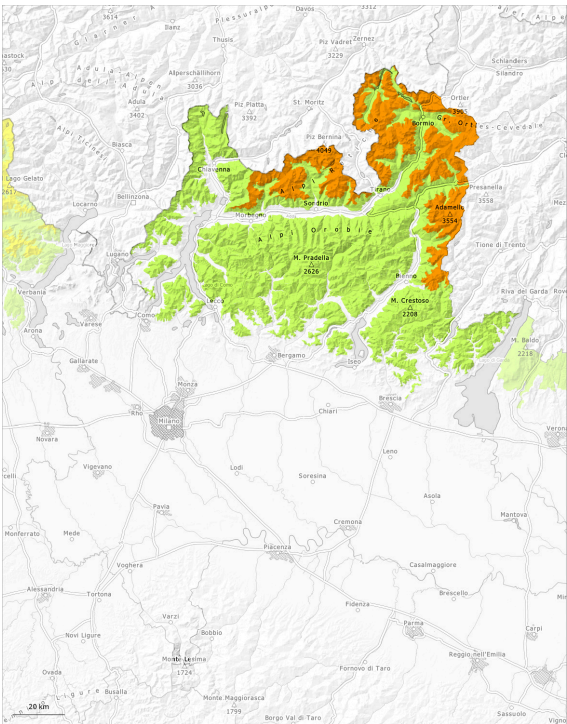 3614
Davos
3312
Ilanz
Thusis
Piz Vadret
3229
Zernez
Schlanders
Silandro
Alperschällihorn
3036
Adula
3402
Piz Platta
3392
St. Moritz
Ortler
3905
Biasca
Bormio
Piz Bernina
4049
Chiavenna
Lago Gelato
Locarno
Bellinzona
Tirano
Presanella
3558
Sondrio
Morbegno
Adamello
3554
Alpi Orobie
Lugano
Tione di Trento
M. Pradella
2626
Bienno
Verbania
Lecco
Riva del Garda
M. Crestoso
2208
Como
Varese
Arona
M. Baldo
2218
Bergamo
Iseo
Gallarate
Monza
Brescia
Rho
Chiari
Milano
Verona
Novara
Leno
Vigevano
Lodi
Soresina
Asola
Pavia
Mantova
Cremona
Monferrato
Mede
Piacenza
Voghera
Casalmaggiore
Alessandria
Tortona
Brescello
Fidenza
Varzi
Bobbio
Parma
Carpi
Novi Ligure
Reggio nell'Emilia
Monte Lesima
1724
Fornovo di Taro
Ovada
Busalla
Monte Maggiorasca
1799
Borgo Val di Taro
Sassuolo
20 km